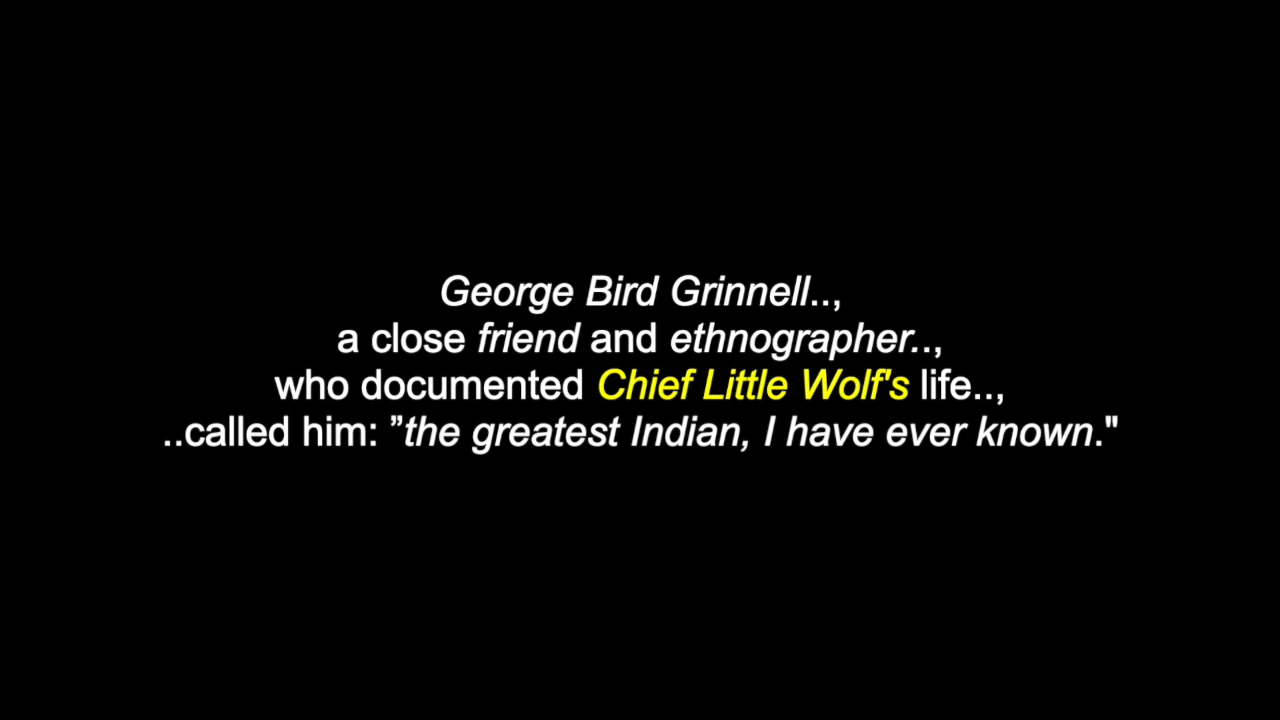 George Bird Grinnell..,
a close friend and ethnographer..,
who documented Chief Little Wolf's life..,
..called him: ”the greatest Indian, I have ever known."